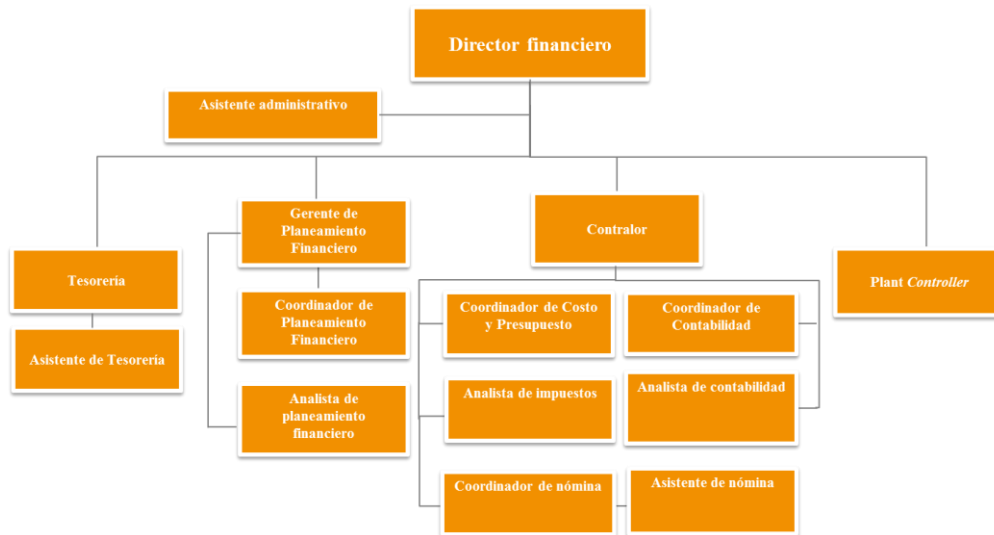 Director financiero
Asistente administrativo
Gerente de
Planeamiento
Financiero
Contralor
Tesorería
Plant Controller
Coordinador de
Planeamiento
Financiero
Coordinador de Costo
y Presupuesto
Coordinador de
Contabilidad
Asistente de Tesorería
Analista de
planeamiento
financiero
Analista de impuestos
Analista de contabilidad
Coordinador de nómina
Asistente de nómina